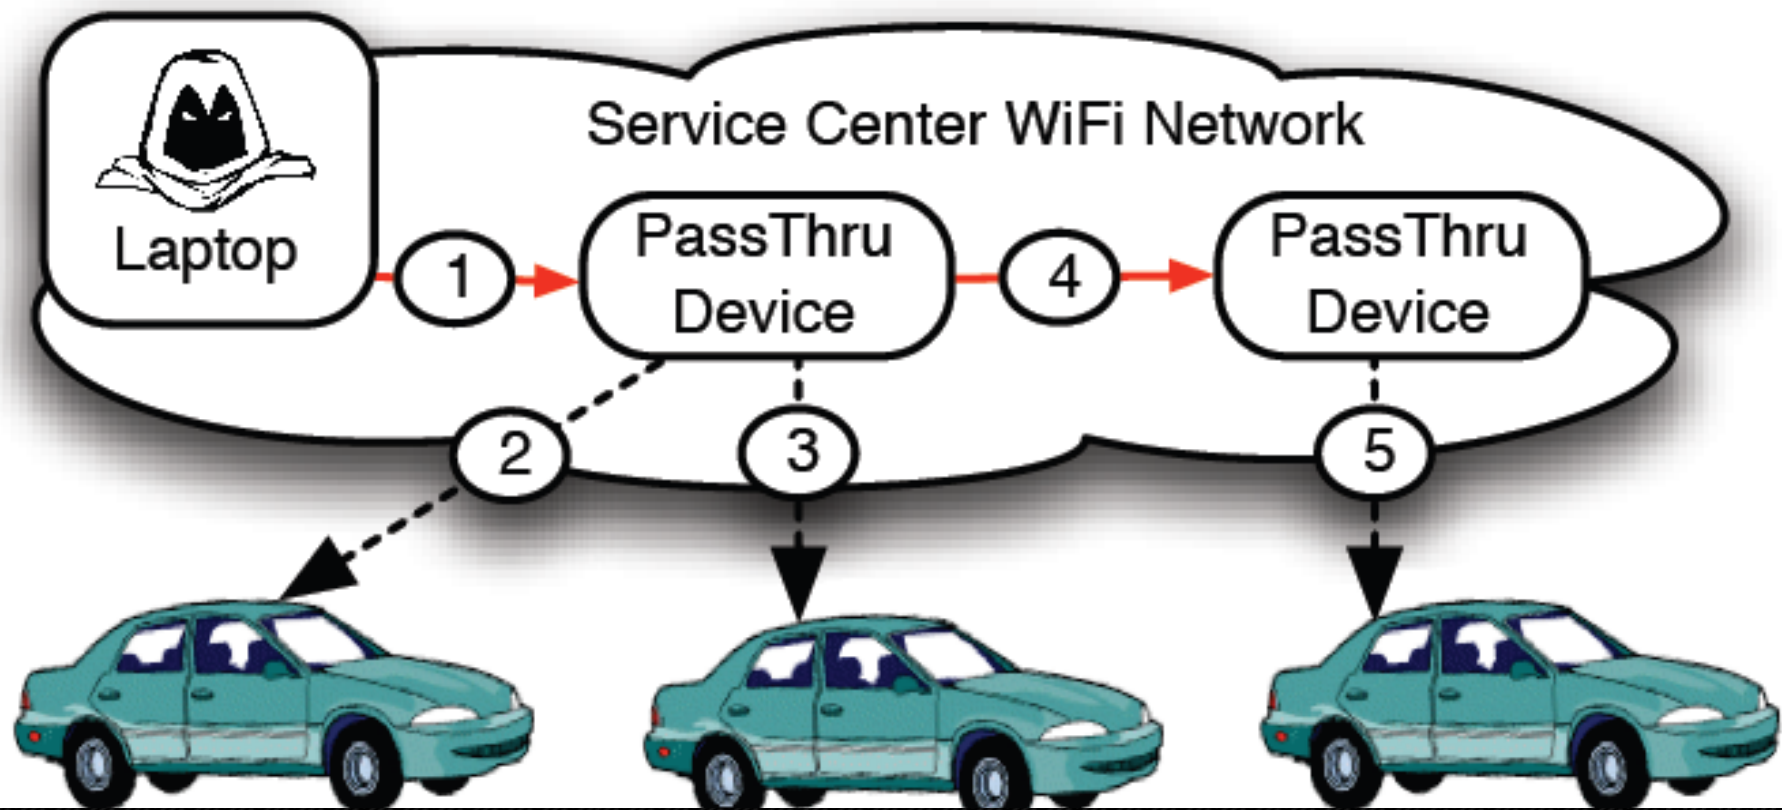 Service Center WiFi Network
Laptop
1
PassThru
Device
4
PassThru
Device
2
3
5